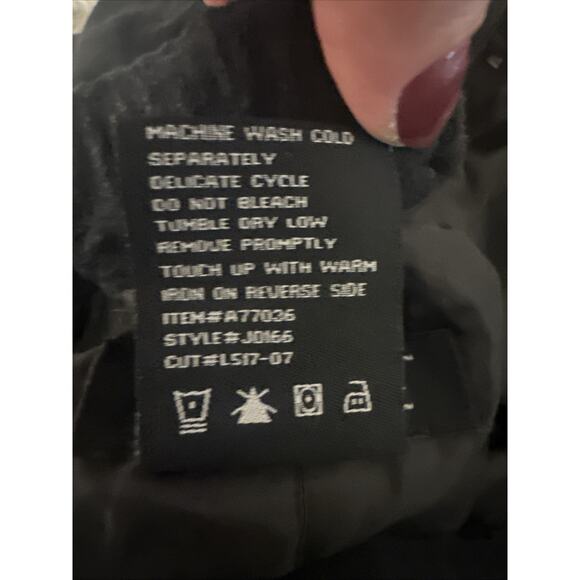 MACHINE WASH COLD
SEPARATELY
DELICATE CYCLE
DO NOT BLEACH
TUMBLE DRY LOW
REMOVE PROMPTLY
TOUCH UP WITH WARM
IRON ON REVERSE SIDE
ITEM#A77036
STYLE#J0166
CUT#L517-07